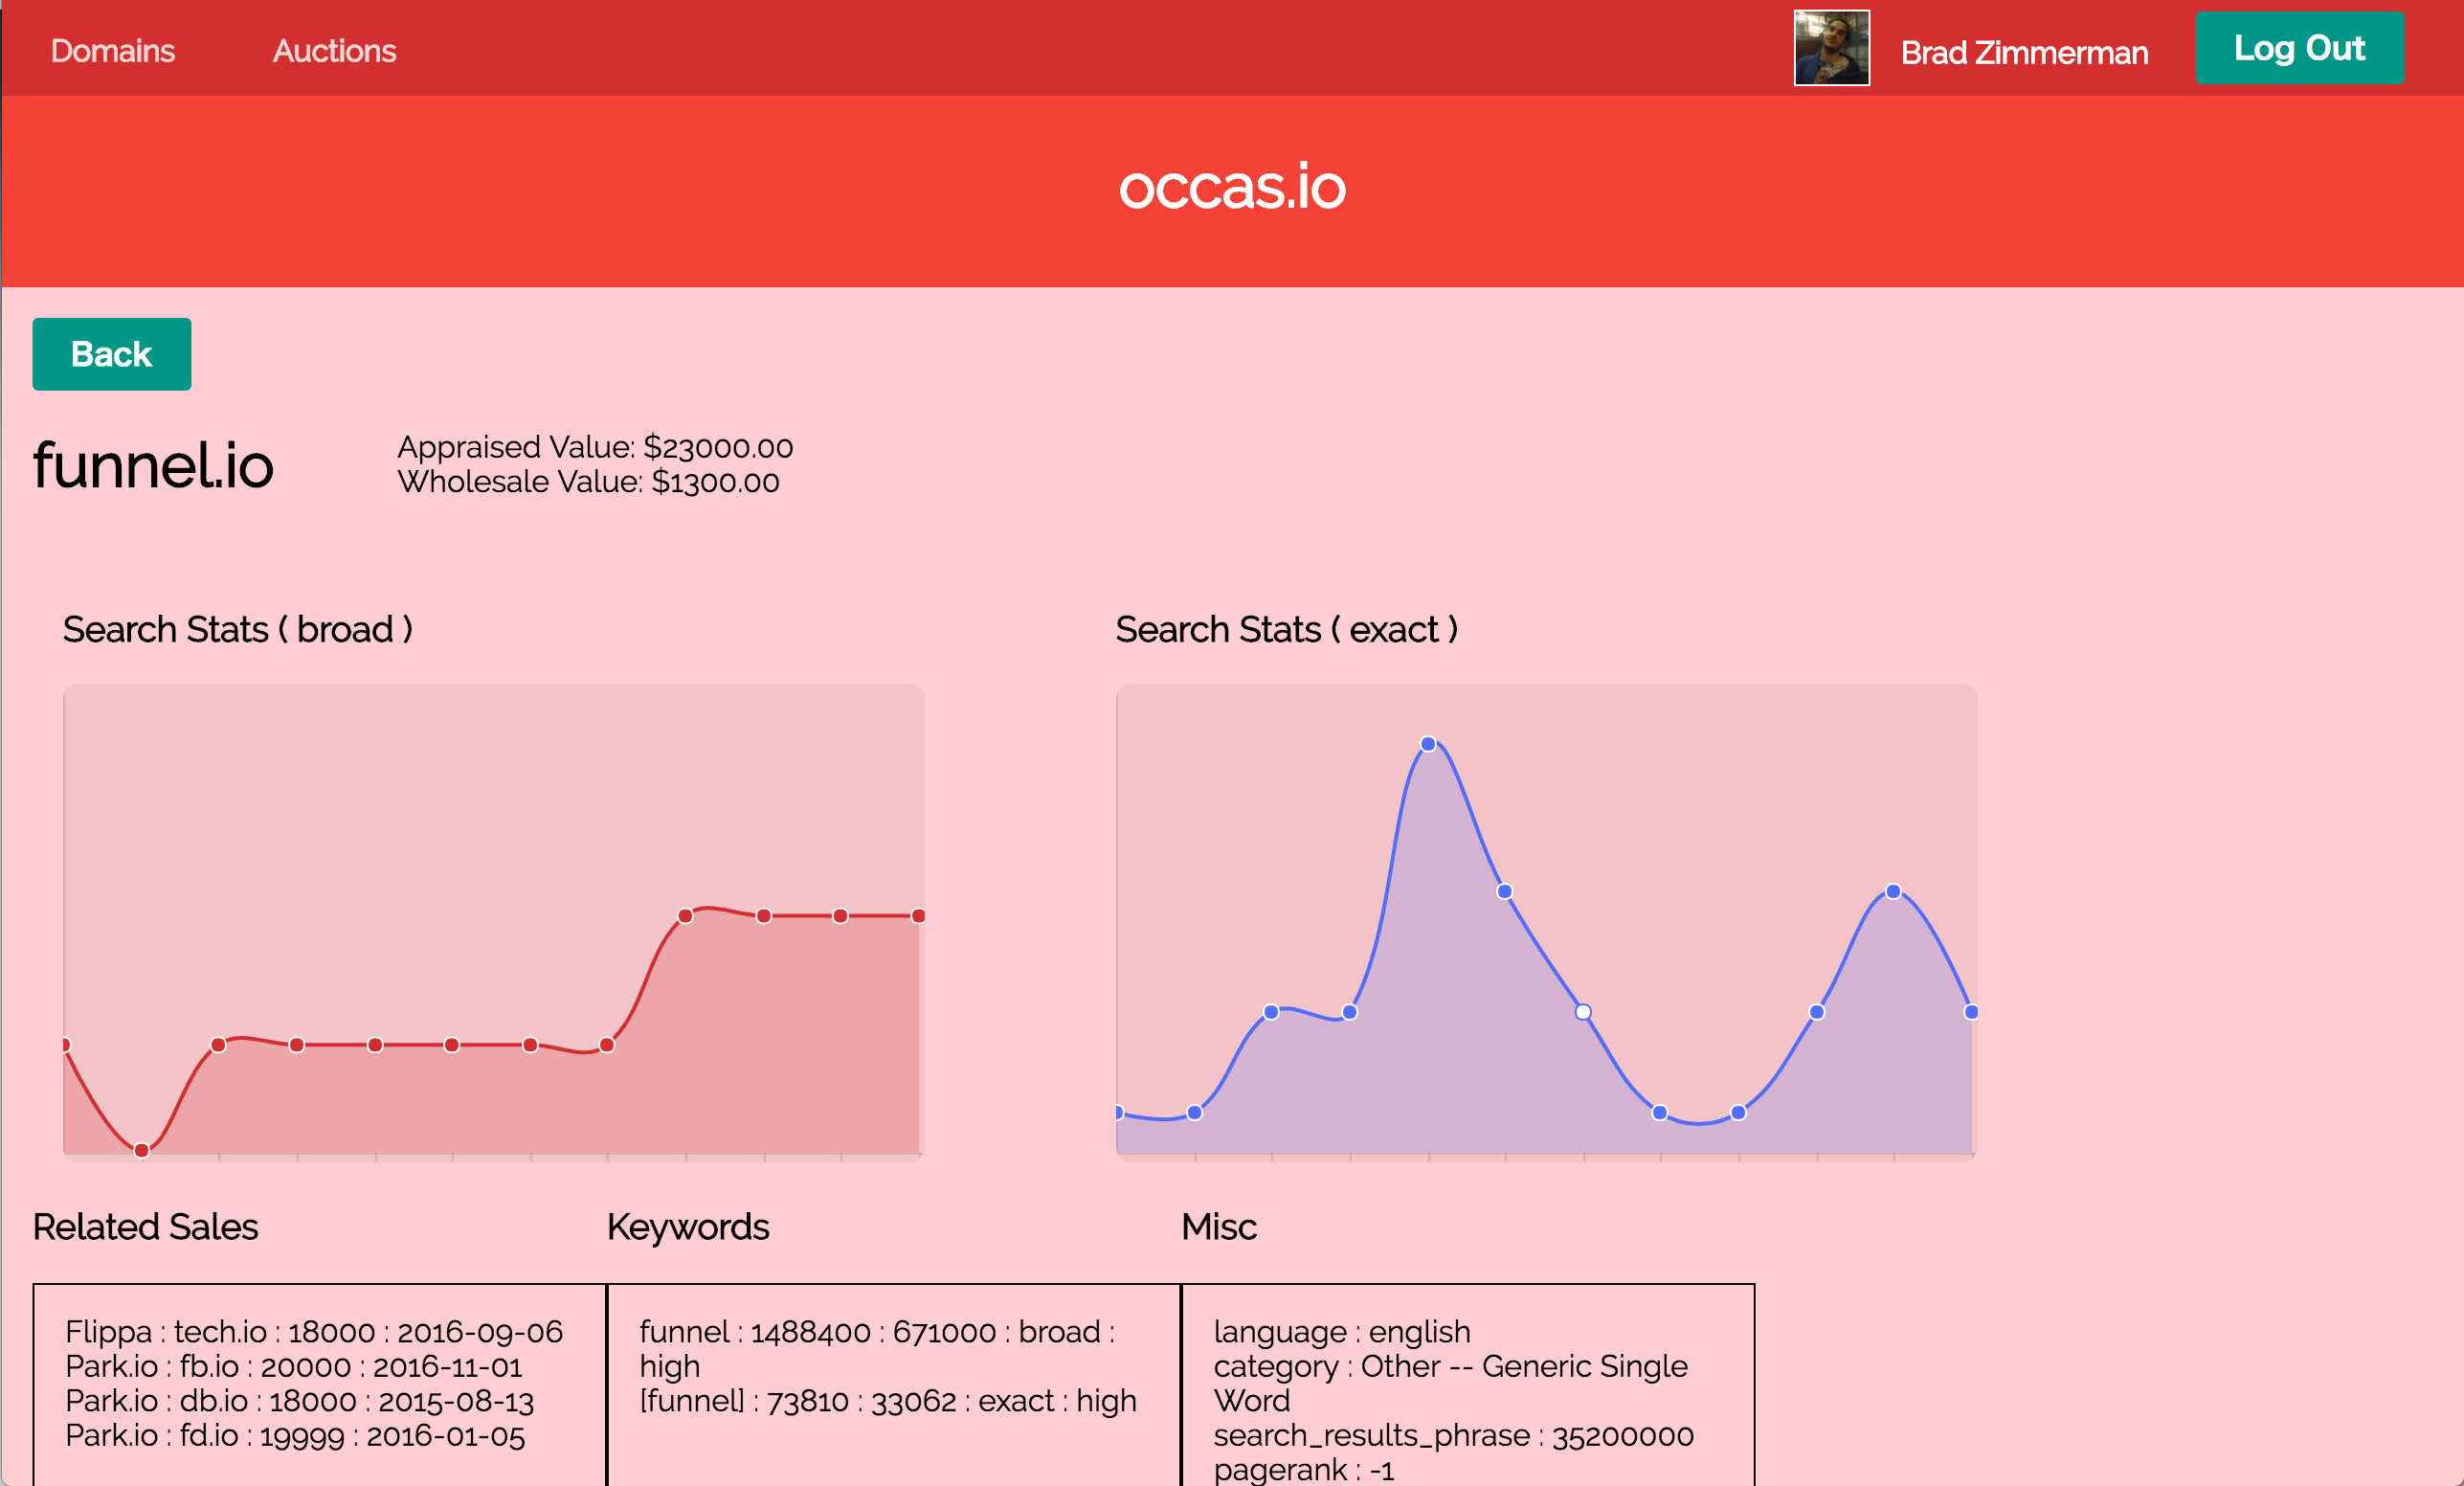 Domains
Auctions
Brad Zimmerman
Log Out
occas.io
Back
funnel.io
Appraised Value: $23000.00
Wholesale Value: $1300.00
Search Stats ( broad )
Search Stats ( exact )
Related Sales
Flippa : tech.io : 18000 : 2016-09-06
Park.io : fb.io : 20000 : 2016-11-01
Park.io : db.io : 18000 : 2015-08-13
Park.io : fd.io : 19999 : 2016-01-05
Keywords
funnel : 1488400 : 671000 : broad :
high
[funnel] : 73810 : 33062 : exact : high
Misc
language : english
category : Other -- Generic Single
Word
search_results_phrase : 35200000
pagerank : -1